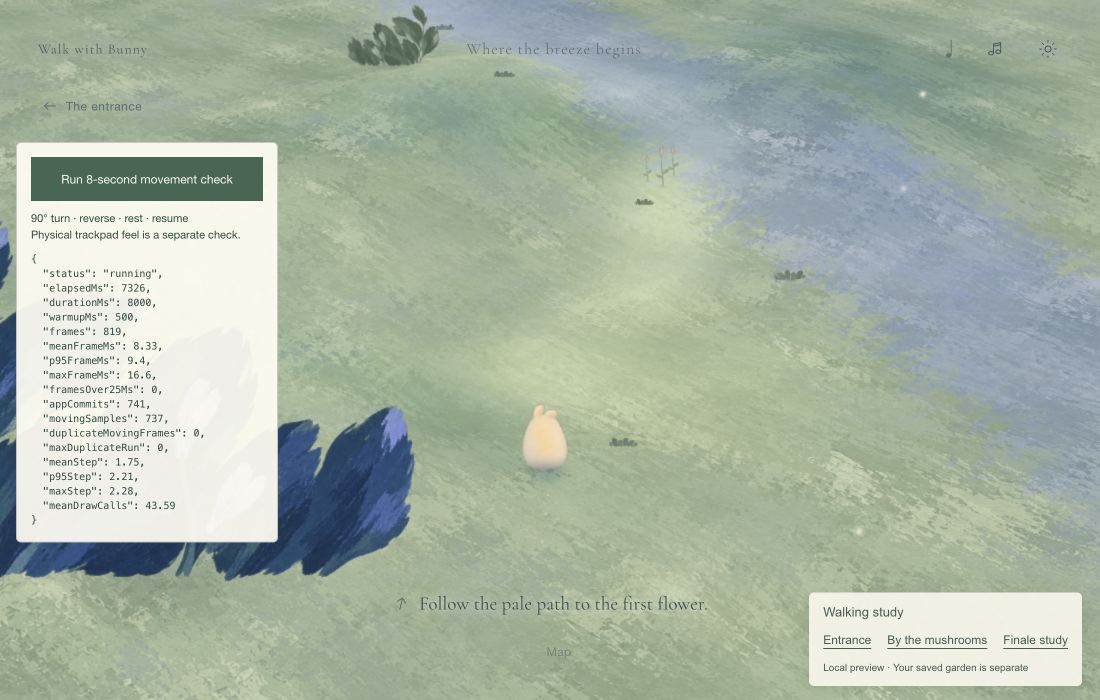 Walk with Bunny
Where the breeze begins
← The entrance
Run 8-second movement check
90° turn · reverse · rest · resume
Physical trackpad feel is a separate check.
{
  "status": "running",
  "elapsedMs": 7326,
  "durationMs": 8000,
  "warmupMs": 500,
  "frames": 819,
  "meanFrameMs": 8.33,
  "p95FrameMs": 9.4,
  "maxFrameMs": 16.6,
  "framesOver25Ms": 0,
  "appCommits": 741,
  "movingSamples": 737,
  "duplicateMovingFrames": 0,
  "maxDuplicateRun": 0,
  "meanStep": 1.75,
  "p95Step": 2.21,
  "maxStep": 2.28,
  "meanDrawCalls": 43.59
}
↑ Follow the pale path to the first flower.
Map
Walking study
Entrance By the mushrooms Finale study
Local preview · Your saved garden is separate